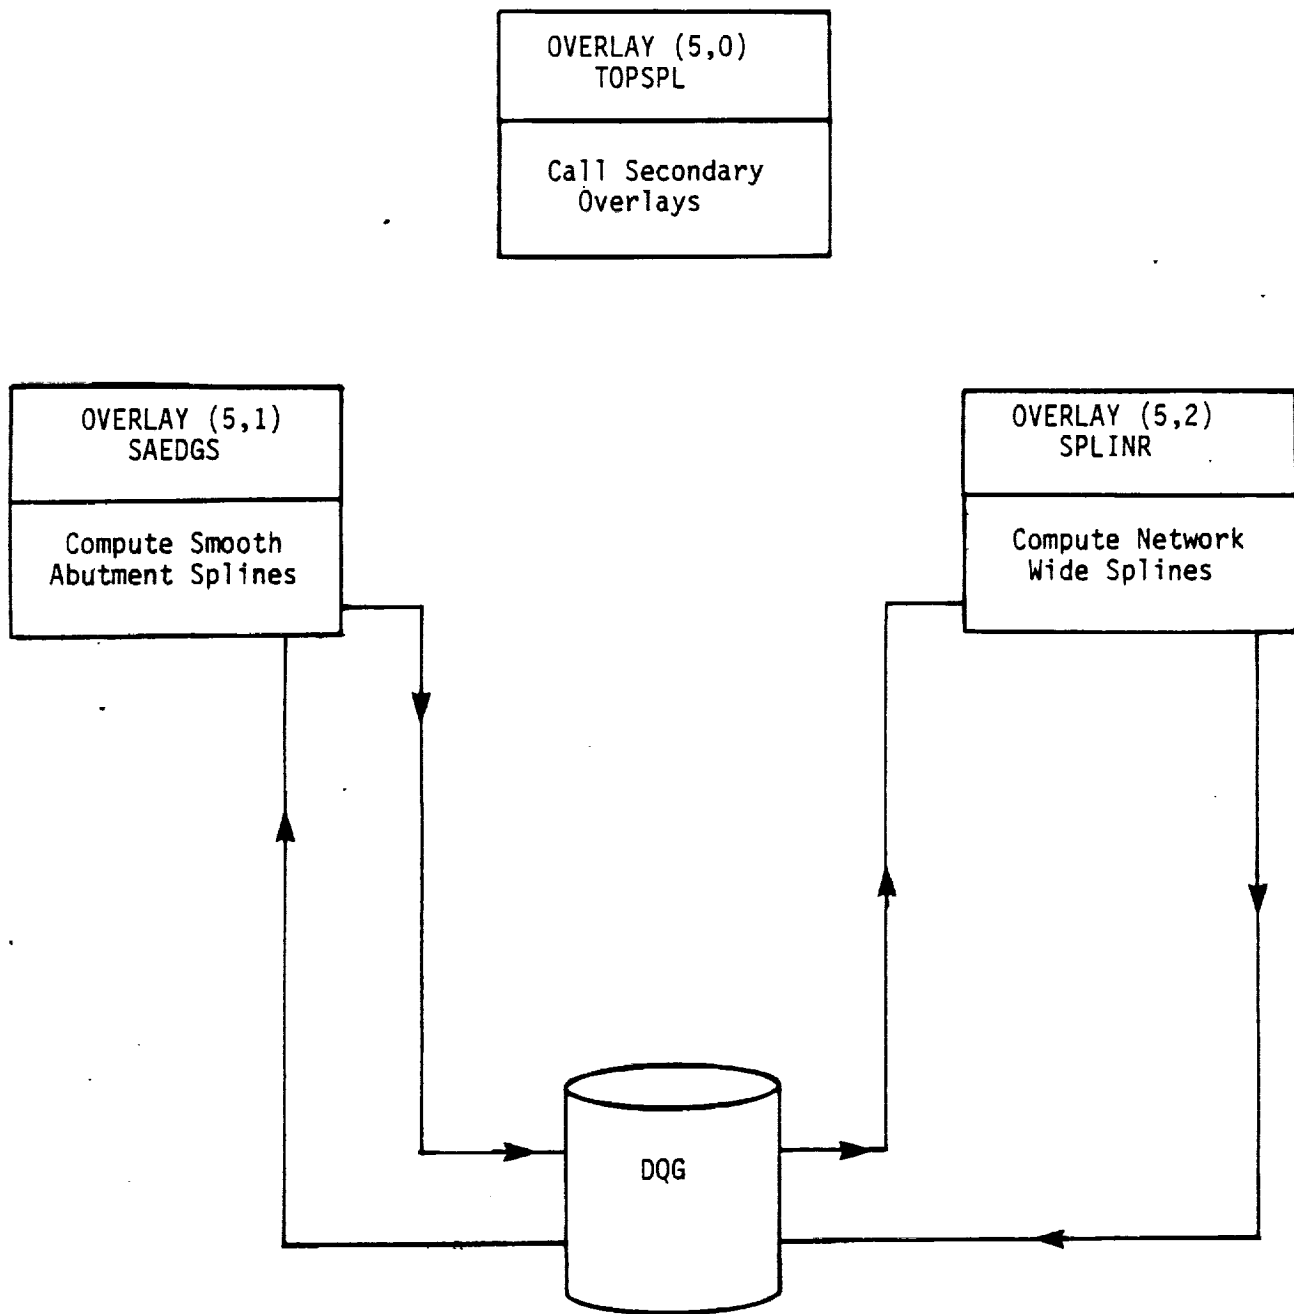 OVERLAY (5,0)
TOPSPL
Call Secondary
Overlays
OVERLAY (5,1)
SAEDGS
Compute Smooth
Abutment Splines
OVERLAY (5,2)
SPLINR
Compute Network
Wide Splines
DQG